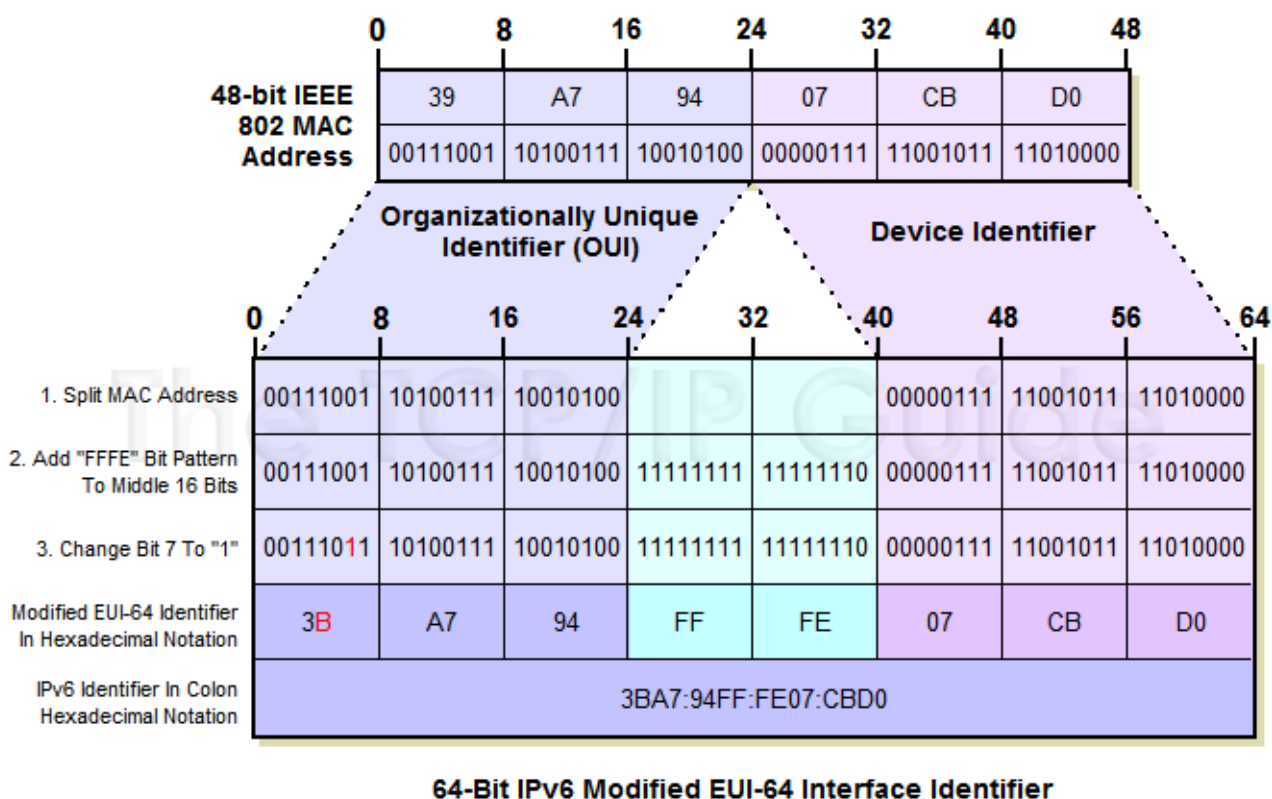 0 8 16 24 32 40 48
48-bit IEEE
802 MAC
Address
39 A7 94 07 CB D0
00111001 10100111 10010100 00000111 11001011 11010000
Organizationally Unique
Identifier (OUI)
Device Identifier
0 8 16 24 32 40 48 56 64
1. Split MAC Address
00111001 10100111 10010100 00000111 11001011 11010000
2. Add "FFFE" Bit Pattern
To Middle 16 Bits
00111001 10100111 10010100 11111111 11111110 00000111 11001011 11010000
3. Change Bit 7 To "1"
00111011 10100111 10010100 11111111 11111110 00000111 11001011 11010000
Modified EUI-64 Identifier
In Hexadecimal Notation
3B A7 94 FF FE 07 CB D0
IPv6 Identifier In Colon
Hexadecimal Notation
3BA7:94FF:FE07:CBD0
The TCP/IP Guide
64-Bit IPv6 Modified EUI-64 Interface Identifier